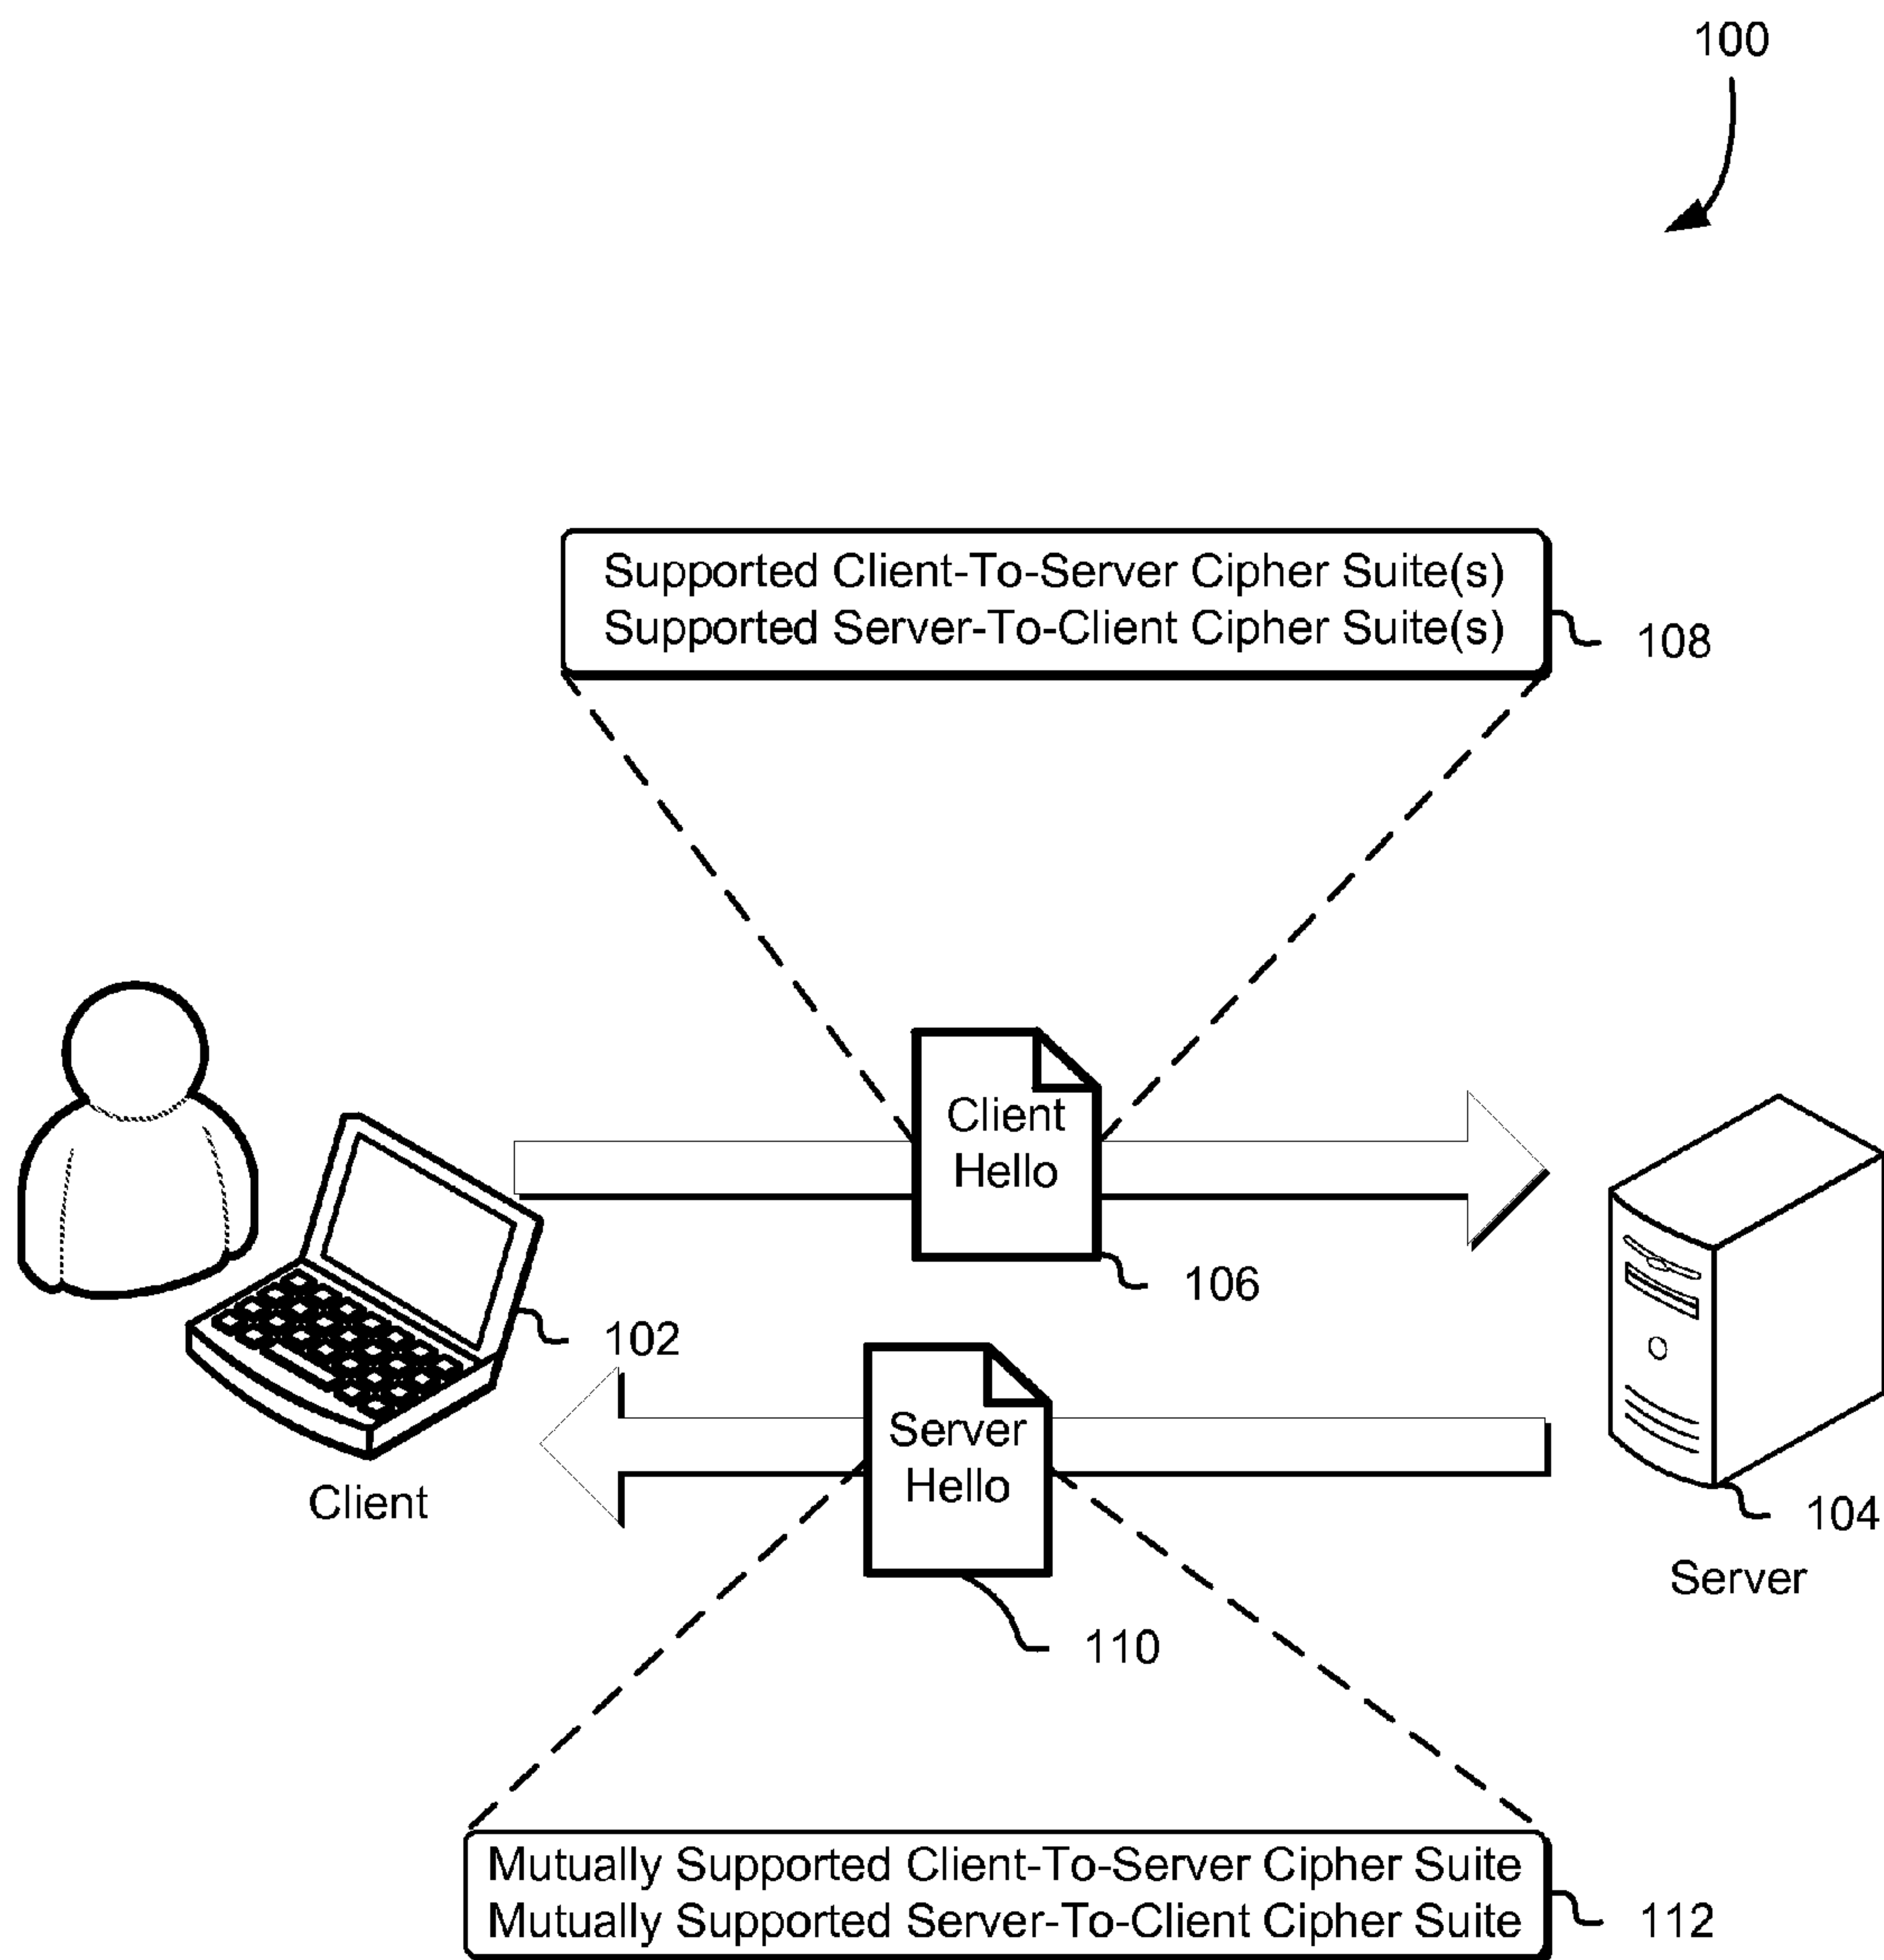 100
Supported Client-To-Server Cipher Suite(s)
Supported Server-To-Client Cipher Suite(s)
108
Client
Hello
106
102
Server
Hello
Client
104
Server
110
Mutually Supported Client-To-Server Cipher Suite
Mutually Supported Server-To-Client Cipher Suite
112